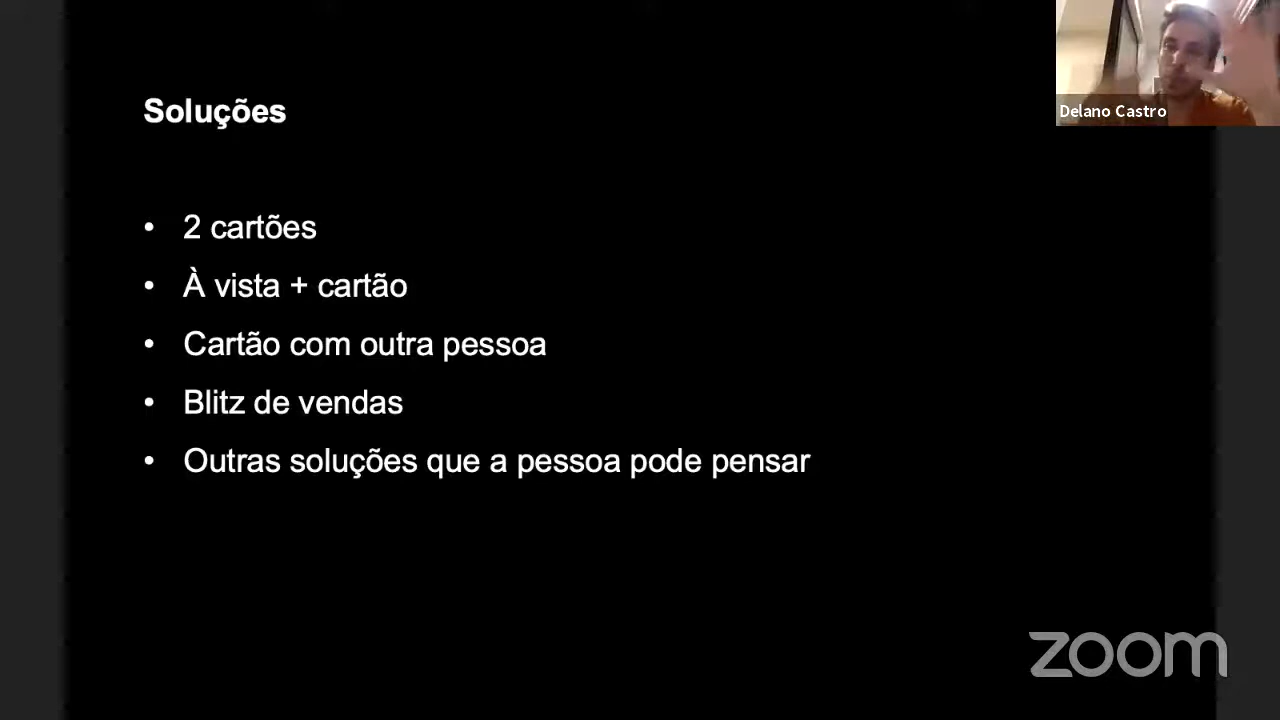 Soluções
Delano Castro
• 2 cartões
• À vista + cartão
• Cartão com outra pessoa
• Blitz de vendas
• Outras soluções que a pessoa pode pensar
zoom